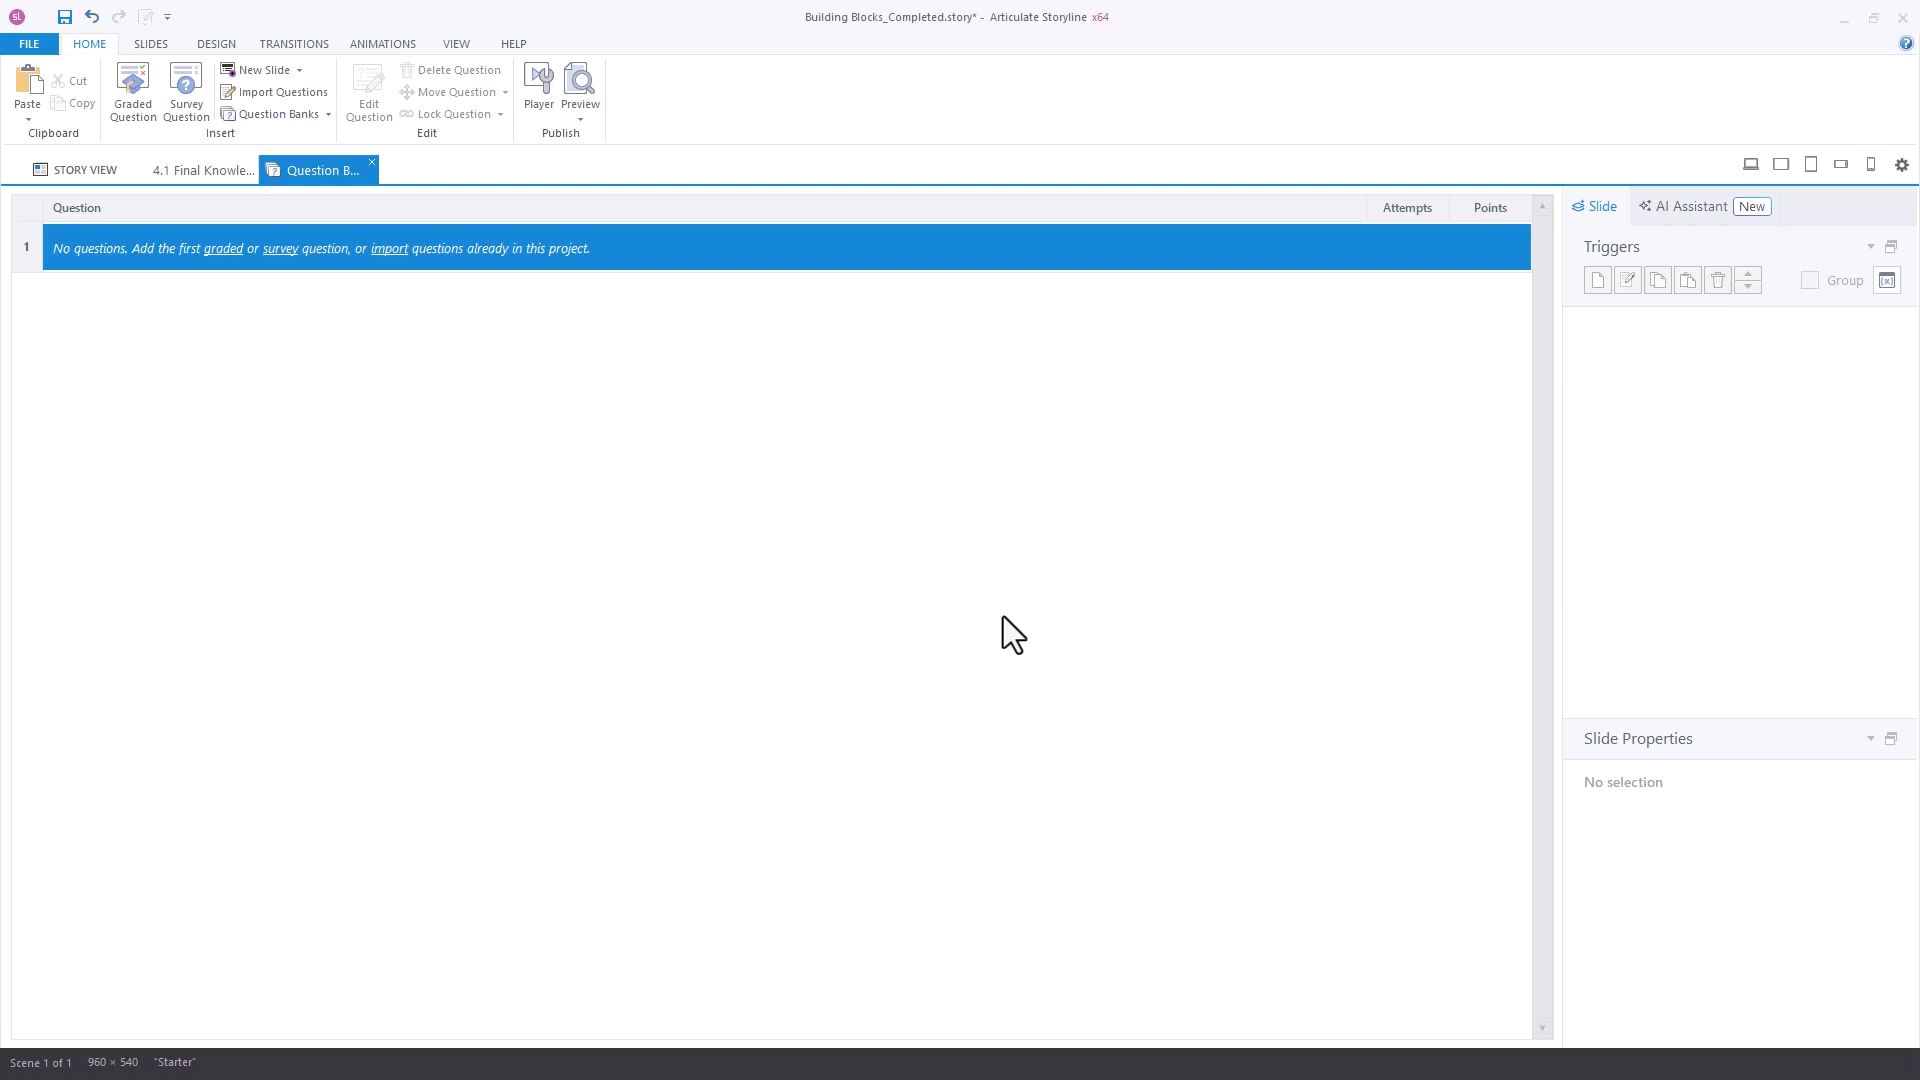 sl
Building Blocks_Completed.story* - Articulate Storyline x64
FILE HOME SLIDES DESIGN TRANSITIONS ANIMATIONS VIEW HELP
Paste
Cut
Copy
Clipboard
Graded Question
Survey Question
New Slide
Import Questions
Question Banks
Insert
Edit Question
Delete Question
Move Question
Lock Question
Edit
Player
Preview
Publish
STORY VIEW 4.1 Final Knowle... Question B...
Question Attempts Points
1 No questions. Add the first graded or survey question, or import questions already in this project.
Slide AI Assistant New
Triggers
Group
Slide Properties
No selection
Scene 1 of 1 960 × 540 "Starter"